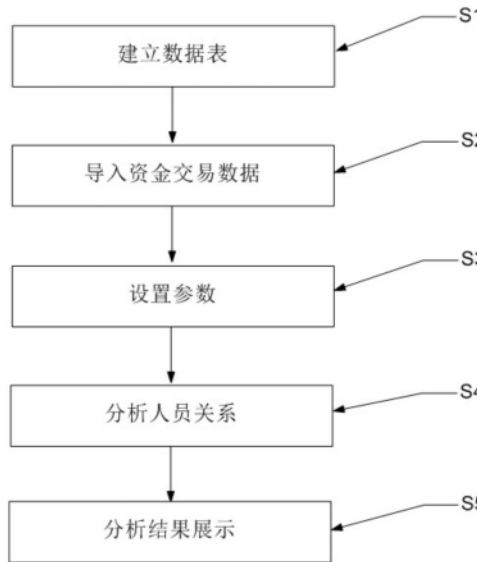 S1
建立数据表
S2
导入资金交易数据
S3
设置参数
S4
分析人员关系
S5
分析结果展示